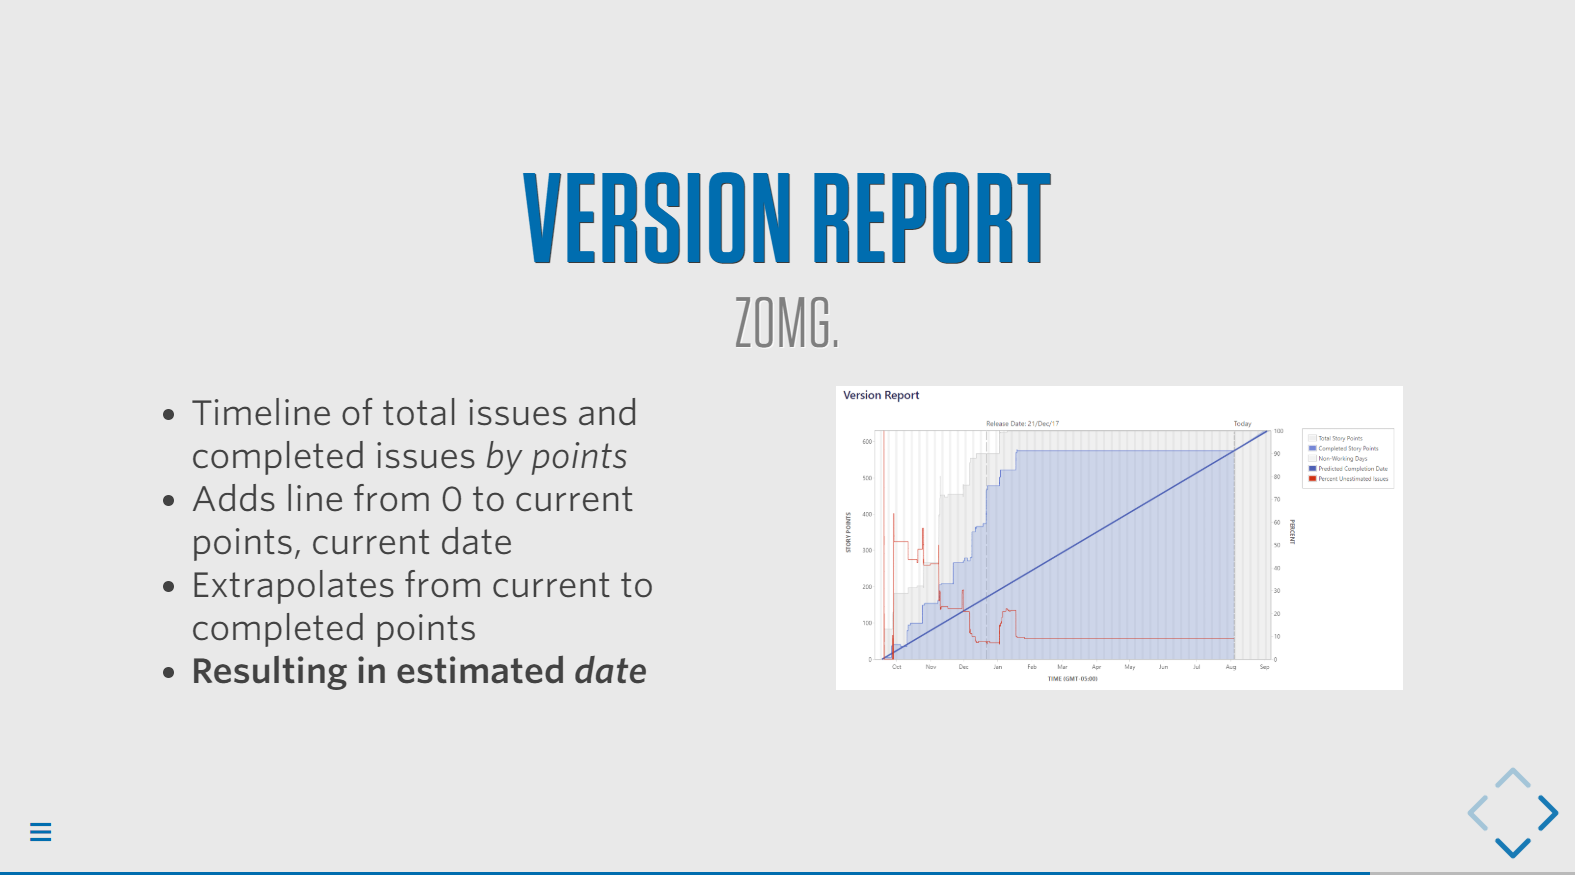 VERSION REPORT
ZOMG.
Timeline of total issues and
completed issues by points
Adds line from 0 to current
points, current date
Extrapolates from current to
completed points
Resulting in estimated date
Version Report
Release Date: 21/Dec/17
Today
600
500
400
300
200
100
0
STORY POINTS
100
90
80
70
60
50
40
30
20
10
0
PERCENT
Oct Nov Dec Jan Feb Mar Apr May Jun Jul Aug Sep
TIME (GMT-05:00)
Total Story Points
Completed Story Points
Non-Working Days
Predicted Completion Date
Percent Unestimated Issues